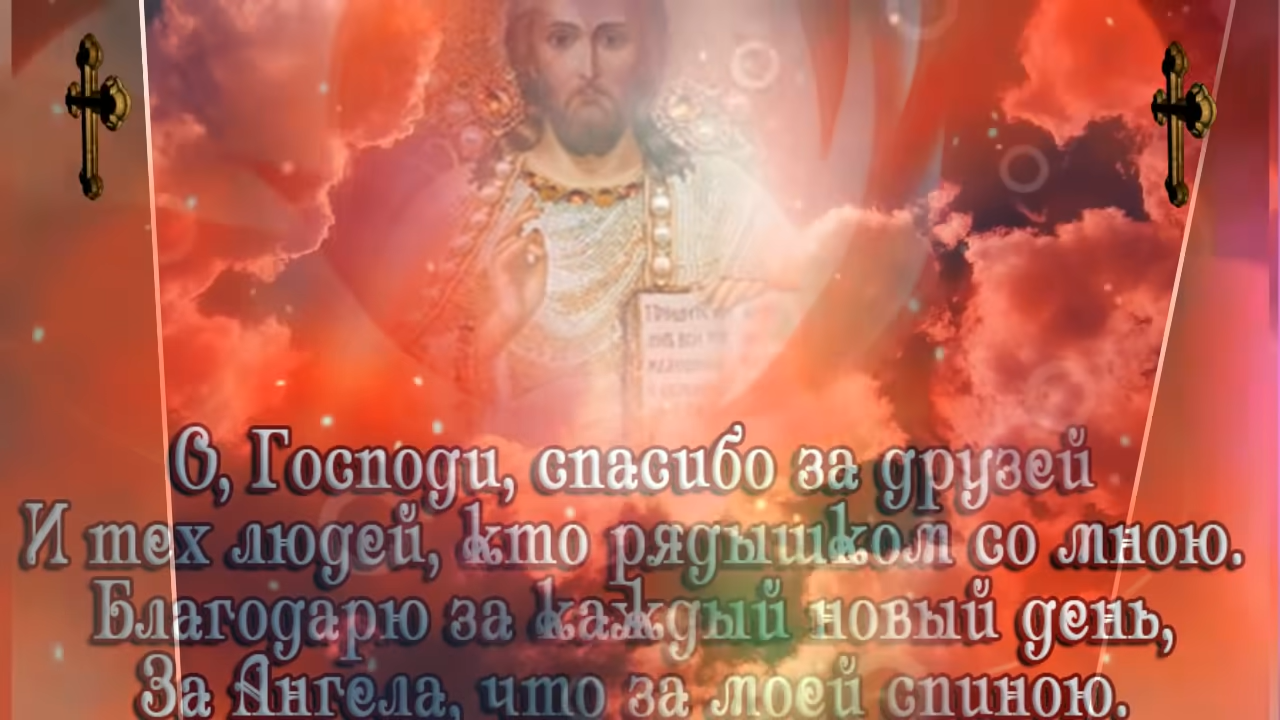 О, Господи, спасибо за друзей
И тех людей, кто рядышком со мною.
Благодарю за каждый новый день,
За Ангела, что за моей спиною.